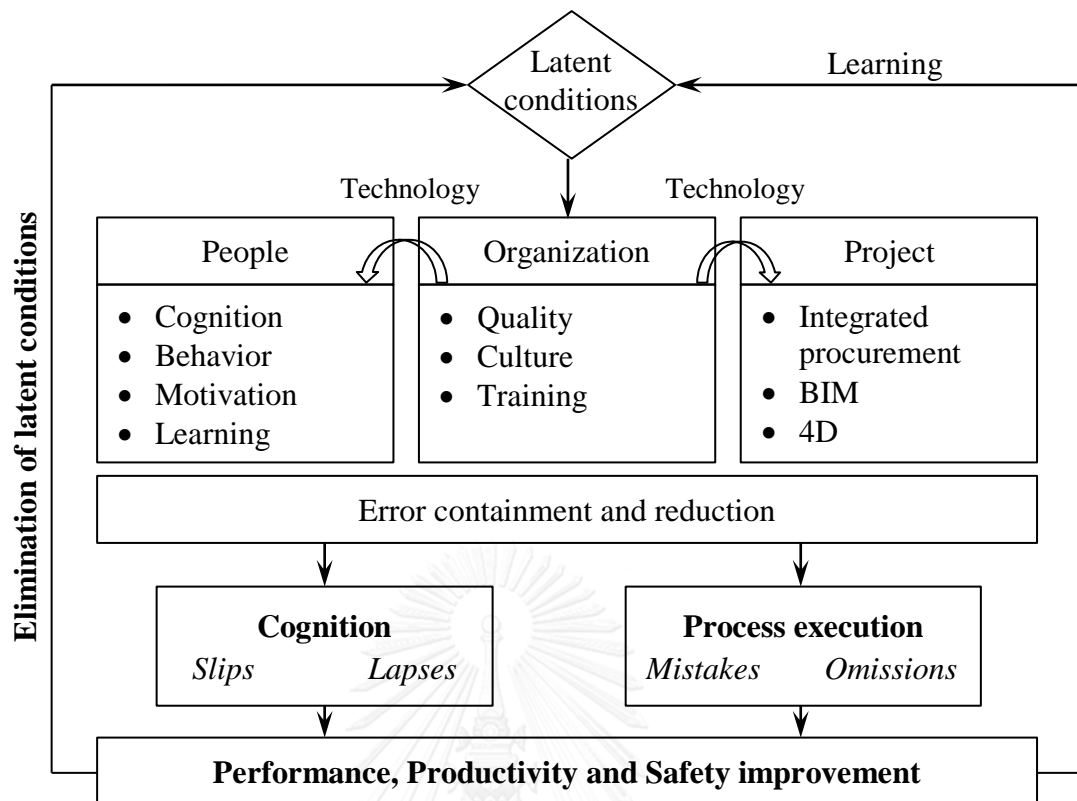 Latent
conditions
Learning
Technology
Technology
People
Organization
Project
• Cognition
• Behavior
• Motivation
• Learning
• Quality
• Culture
• Training
• Integrated
procurement
• BIM
• 4D
Error containment and reduction
Cognition
Slips Lapses
Process execution
Mistakes Omissions
Performance, Productivity and Safety improvement
Elimination of latent conditions